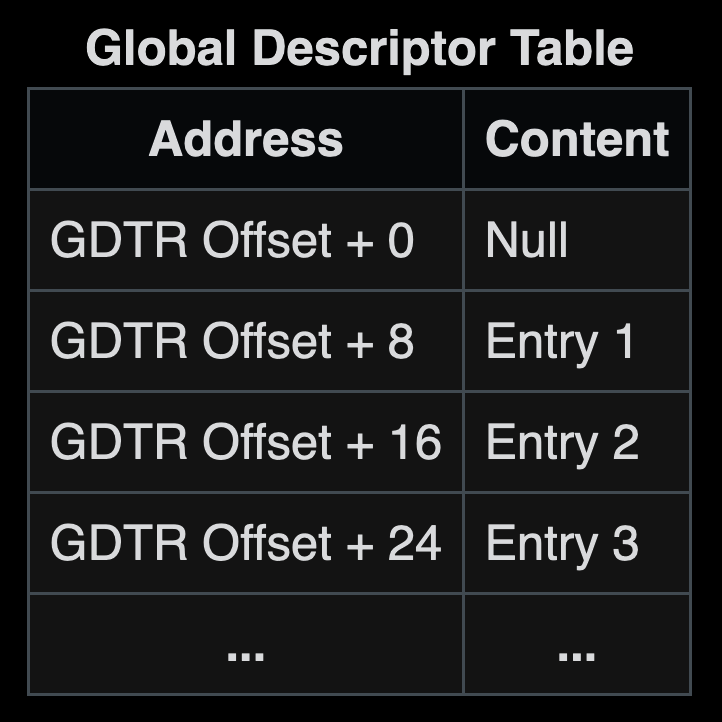 Global Descriptor Table
Address Content
GDTR Offset + 0 Null
GDTR Offset + 8 Entry 1
GDTR Offset + 16 Entry 2
GDTR Offset + 24 Entry 3
... ...